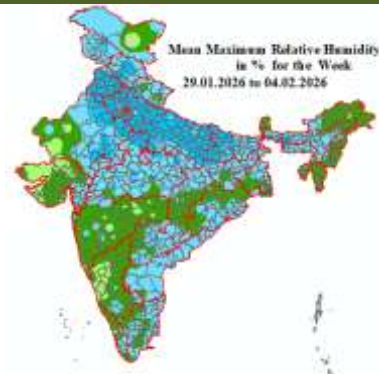 Mean Maximum Relative Humidity
in % for the Week
29.01.2026 to 04.02.2026